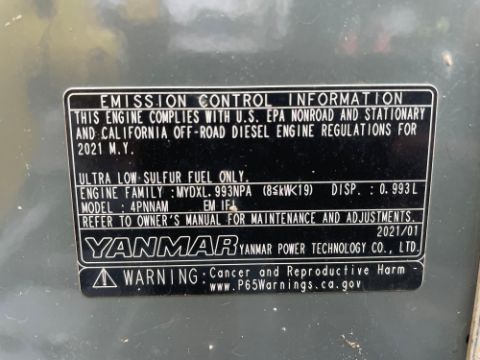 EMISSION CONTROL INFORMATION
THIS ENGINE COMPLIES WITH U.S. EPA NONROAD AND STATIONARY
AND CALIFORNIA OFF-ROAD DIESEL ENGINE REGULATIONS FOR
2021 M.Y.
ULTRA LOW-SULFUR FUEL ONLY.
ENGINE FAMILY :MYDXL.993NPA (8≤kW<19) DISP. : 0.993L
MODEL : 4PNNAM EM IFI
REFER TO OWNER'S MANUAL FOR MAINTENANCE AND ADJUSTMENTS.
2021/01
YANMAR YANMAR POWER TECHNOLOGY CO., LTD.
WARNING: Cancer and Reproductive Harm -
www.P65Warnings.ca.gov